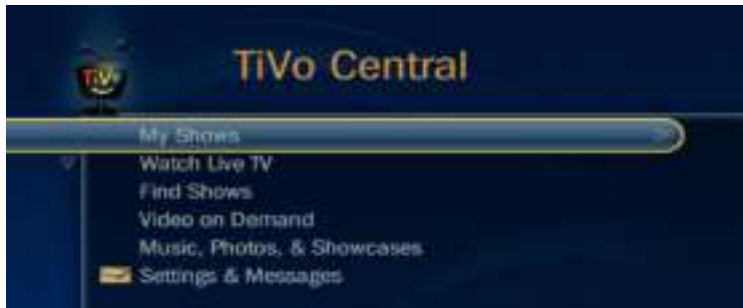 TiVo
TiVo Central
My Shows
Watch Live TV
Find Shows
Video on Demand
Music, Photos, & Showcases
Settings & Messages